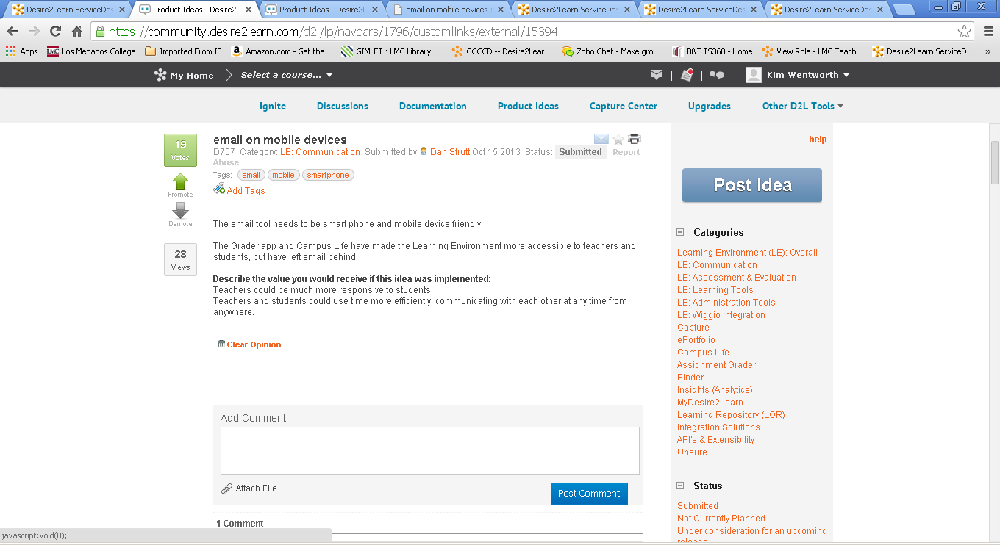 Desire2Learn ServiceDes
Product Ideas - Desire2L
Product Ideas - Desire2L
email on mobile devices :
Desire2Learn ServiceDes
Desire2Learn ServiceDes
Desire2Learn ServiceDes
https://community.desire2learn.com/d2l/lp/navbars/1796/customlinks/external/15394
Apps
LMC Los Medanos College
Imported From IE
Amazon.com - Get the...
GIMLET · LMC Library ...
CCCCD -- Desire2Lear...
Zoho Chat - Make gro...
B&T TS360 - Home
View Role - LMC Teach...
Desire2Learn ServiceD...
»
My Home
Select a course...
Kim Wentworth
Ignite
Discussions
Documentation
Product Ideas
Capture Center
Upgrades
Other D2L Tools
19
Votes
Promote
Demote
28
Views
email on mobile devices
D707 Category: LE: Communication Submitted by Dan Strutt Oct 15 2013 Status: Submitted Report
Abuse
Tags: email mobile smartphone
Add Tags
The email tool needs to be smart phone and mobile device friendly.
The Grader app and Campus Life have made the Learning Environment more accessible to teachers and
students, but have left email behind.
Describe the value you would receive if this idea was implemented:
Teachers could be much more responsive to students.
Teachers and students could use time more efficiently, communicating with each other at any time from
anywhere.
Clear Opinion
Add Comment:
Attach File
Post Comment
1 Comment
help
Post Idea
Categories
Learning Environment (LE): Overall
LE: Communication
LE: Assessment & Evaluation
LE: Learning Tools
LE: Administration Tools
LE: Wiggio Integration
Capture
ePortfolio
Campus Life
Assignment Grader
Binder
Insights (Analytics)
MyDesire2Learn
Learning Repository (LOR)
Integration Solutions
API's & Extensibility
Unsure
Status
Submitted
Not Currently Planned
Under consideration for an upcoming
release
javascript:void(0);